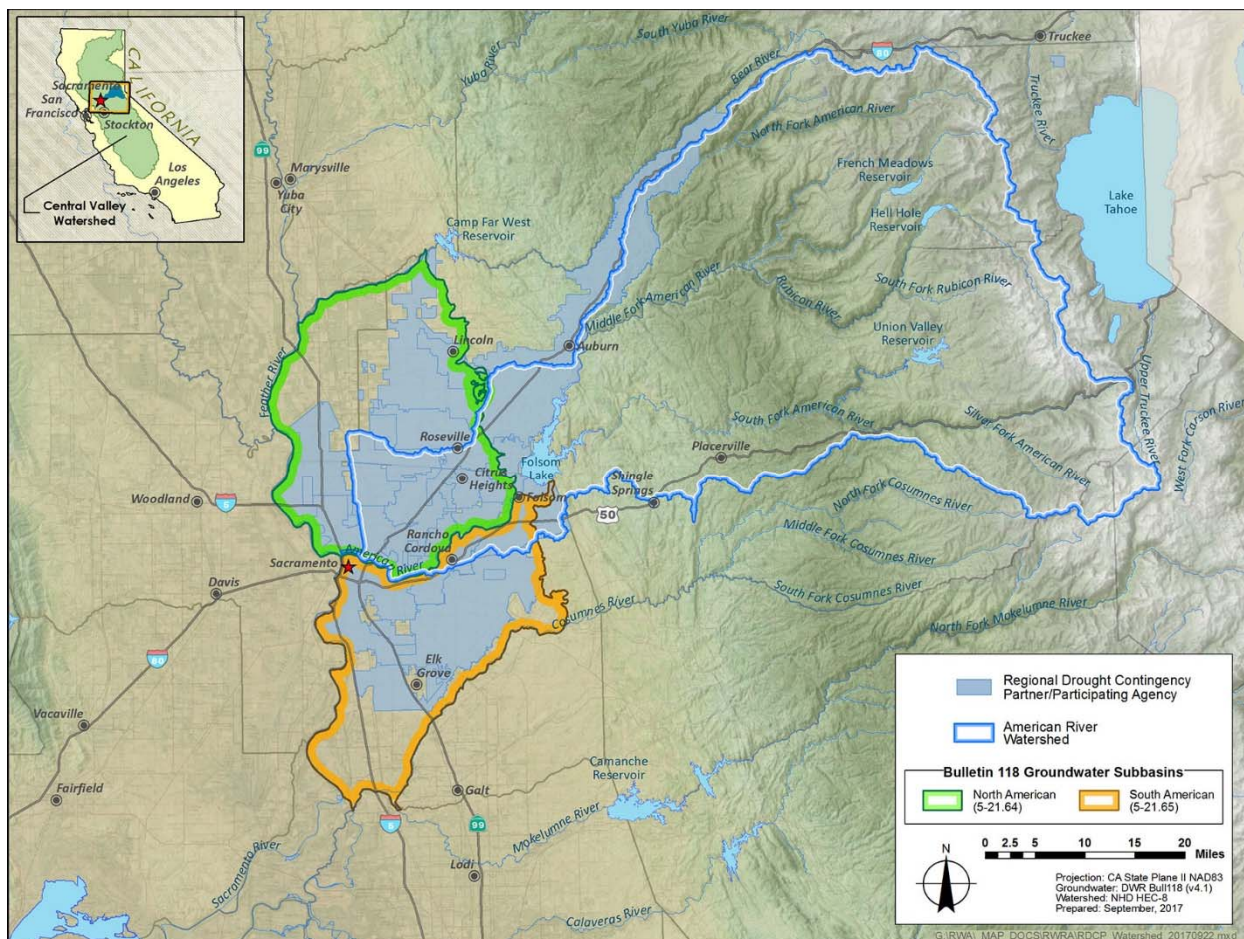 CALIFORNIA
Sacramento
San
Francisco
Stockton
Los
Angeles
Central Valley
Watershed
South Yuba River
Yuba River
Bear River
80
Truckee
Truckee River
North Fork American River
99
Marysville
Yuba
City
French Meadows
Reservoir
Hell Hole
Reservoir
Lake
Tahoe
Camp Far West
Reservoir
Middle Fork American River
Rubicon River
South Fork Rubicon River
Union Valley
Reservoir
Lincoln
Auburn
Feather River
Upper Truckee River
West Fork Carson River
South Fork American River
Silver Fork American River
Roseville
Placerville
Citrus
Heights
Folsom
Lake
Shingle
Springs
Woodland
5
Folsom
50
North Fork Cosumnes River
Rancho
Cordova
American River
Middle Fork Cosumnes River
Sacramento
Davis
South Fork Cosumnes River
Cosumnes River
North Fork Mokelumne River
80
Elk
Grove
Vacaville
Fairfield
Camanche
Reservoir
Galt
5
99
Mokelumne River
Lodi
Sacramento River
Calaveras River
Regional Drought Contingency
Partner/Participating Agency
American River
Watershed
Bulletin 118 Groundwater Subbasins
North American
(5-21.64)
South American
(5-21.65)
N
0 2.5 5 10 15 20
Miles
Projection: CA State Plane II NAD83
Groundwater: DWR Bull118 (v4.1)
Watershed: NHD HEC-8
Prepared: September, 2017
G:\RWA\_MAP_DOCS\RWRA\RDCP_Watershed_20170922.mxd